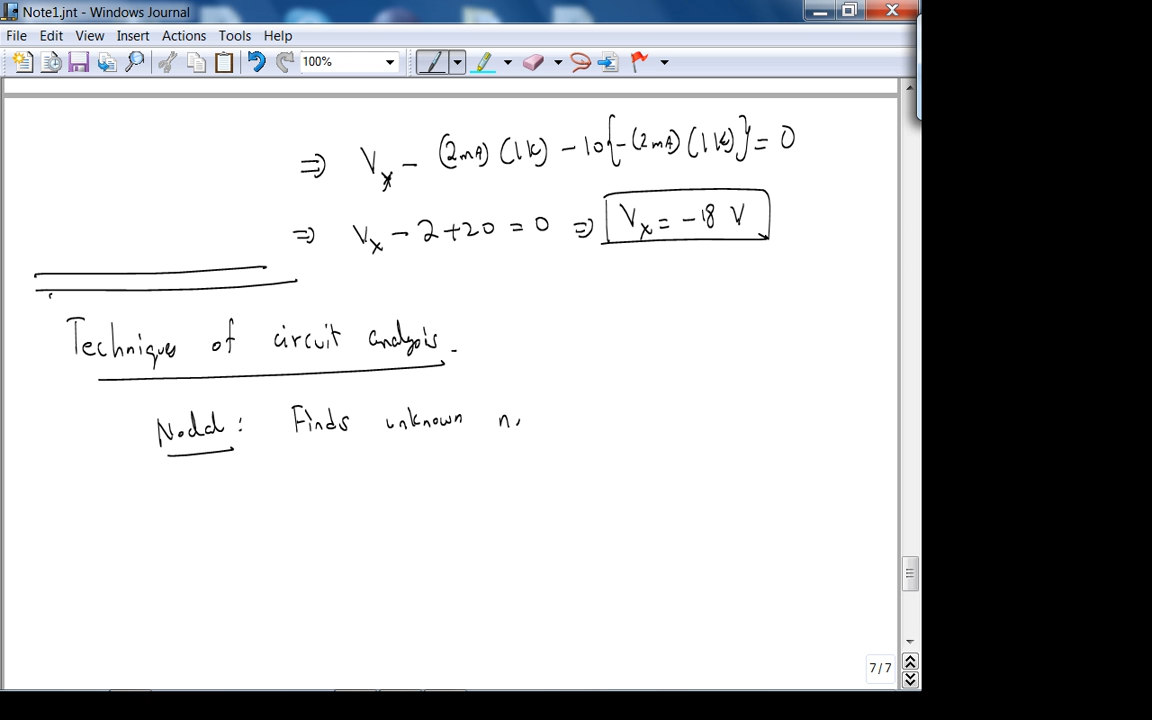 Note1.jnt - Windows Journal
File Edit View Insert Actions Tools Help
100%
⇒ Vx - (2mA) (1K) - 10{-(2mA) (1K)} = 0
⇒ Vx - 2 + 20 = 0 ⇒ Vx = -18 V
Techniques of circuit analysis.
Nodal : Finds unknown n
7/7